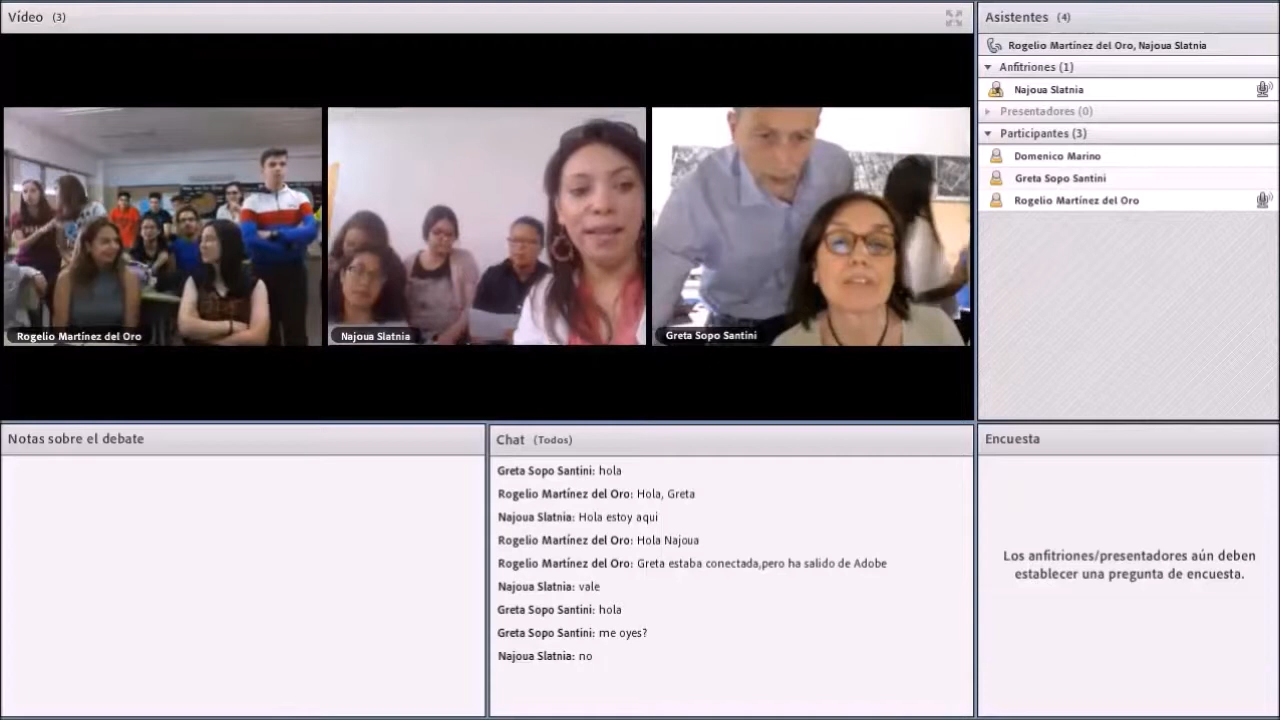 Vídeo (3)
Rogelio Martínez del Oro
Najoua Slatnia
Greta Sopo Santini
Asistentes (4)
Rogelio Martínez del Oro, Najoua Slatnia
Anfitriones (1)
Najoua Slatnia
Presentadores (0)
Participantes (3)
Domenico Marino
Greta Sopo Santini
Rogelio Martínez del Oro
Notas sobre el debate
Chat (Todos)
Greta Sopo Santini: hola
Rogelio Martínez del Oro: Hola, Greta
Najoua Slatnia: Hola estoy aqui
Rogelio Martínez del Oro: Hola Najoua
Rogelio Martínez del Oro: Greta estaba conectada,pero ha salido de Adobe
Najoua Slatnia: vale
Greta Sopo Santini: hola
Greta Sopo Santini: me oyes?
Najoua Slatnia: no
Encuesta
Los anfitriones/presentadores aún deben
establecer una pregunta de encuesta.